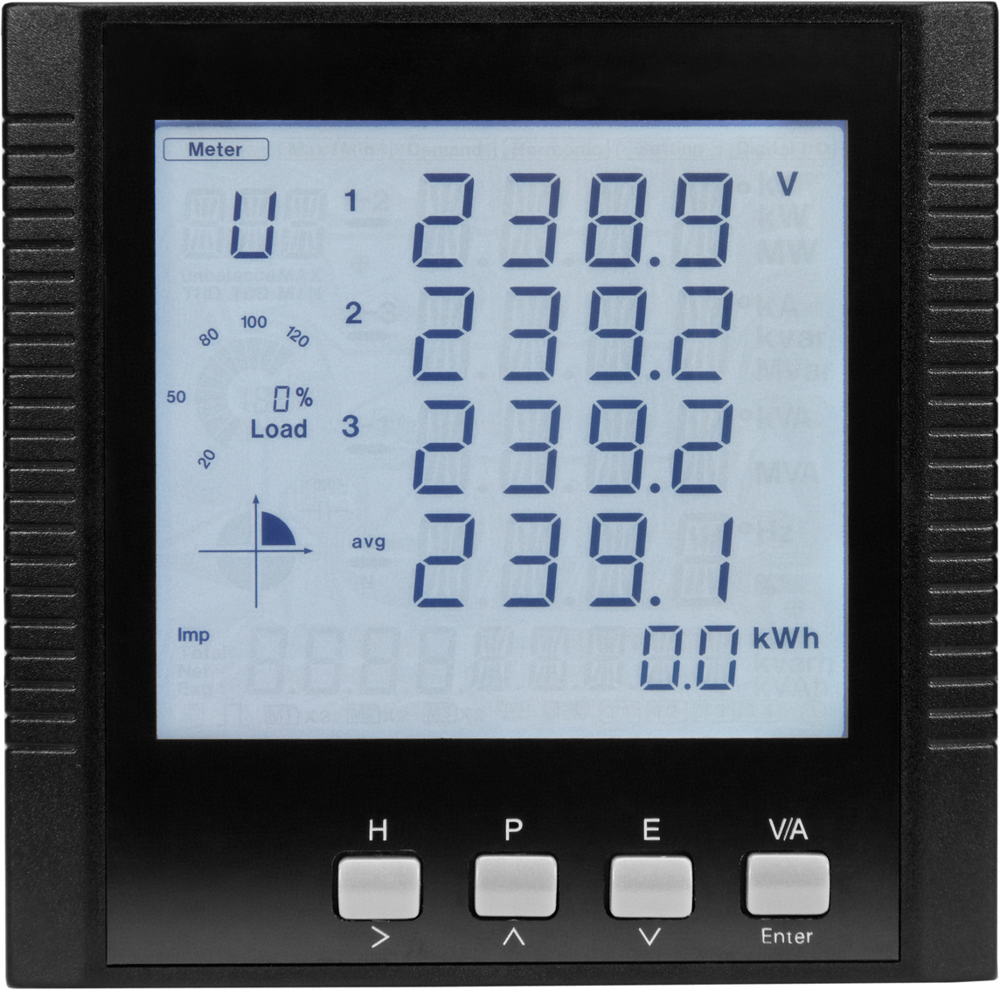 Meter
U 1 238.9 V
2 239.2
80 100 120
50 0%
Load 3 239.2
20
avg 239.1
Imp 0.0 kWh
H P E V/A
> ∧ ∨ Enter